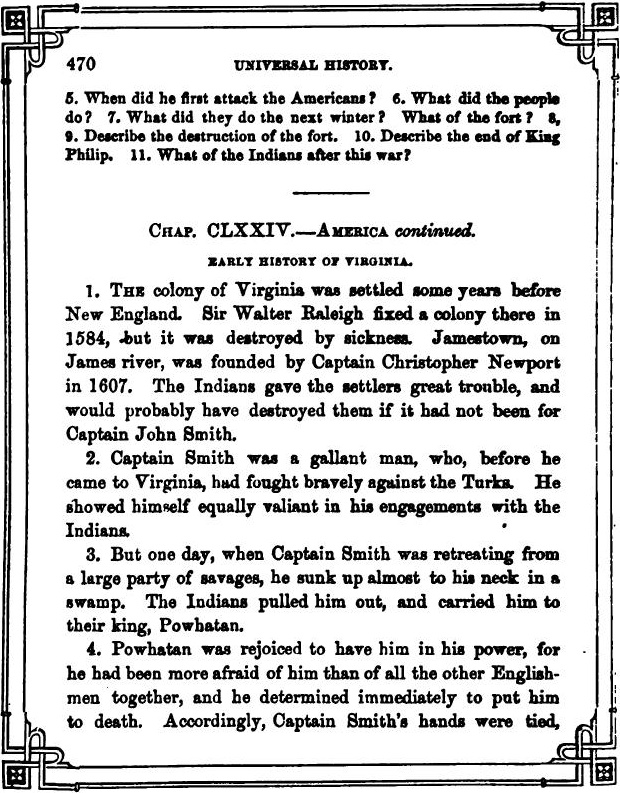 470 UNIVERSAL HISTORY.
5. When did he first attack the Americans? 6. What did the people
do? 7. What did they do the next winter? What of the fort? 8,
9. Describe the destruction of the fort. 10. Describe the end of King
Philip. 11. What of the Indians after this war?
CHAP. CLXXIV.—AMERICA continued.
EARLY HISTORY OF VIRGINIA.
1. THE colony of Virginia was settled some years before
New England. Sir Walter Raleigh fixed a colony there in
1584, but it was destroyed by sickness. Jamestown, on
James river, was founded by Captain Christopher Newport
in 1607. The Indians gave the settlers great trouble, and
would probably have destroyed them if it had not been for
Captain John Smith.
2. Captain Smith was a gallant man, who, before he
came to Virginia, had fought bravely against the Turks. He
showed himself equally valiant in his engagements with the
Indians.
3. But one day, when Captain Smith was retreating from
a large party of savages, he sunk up almost to his neck in a
swamp. The Indians pulled him out, and carried him to
their king, Powhatan.
4. Powhatan was rejoiced to have him in his power, for
he had been more afraid of him than of all the other English-
men together, and he determined immediately to put him
to death. Accordingly, Captain Smith's hands were tied,